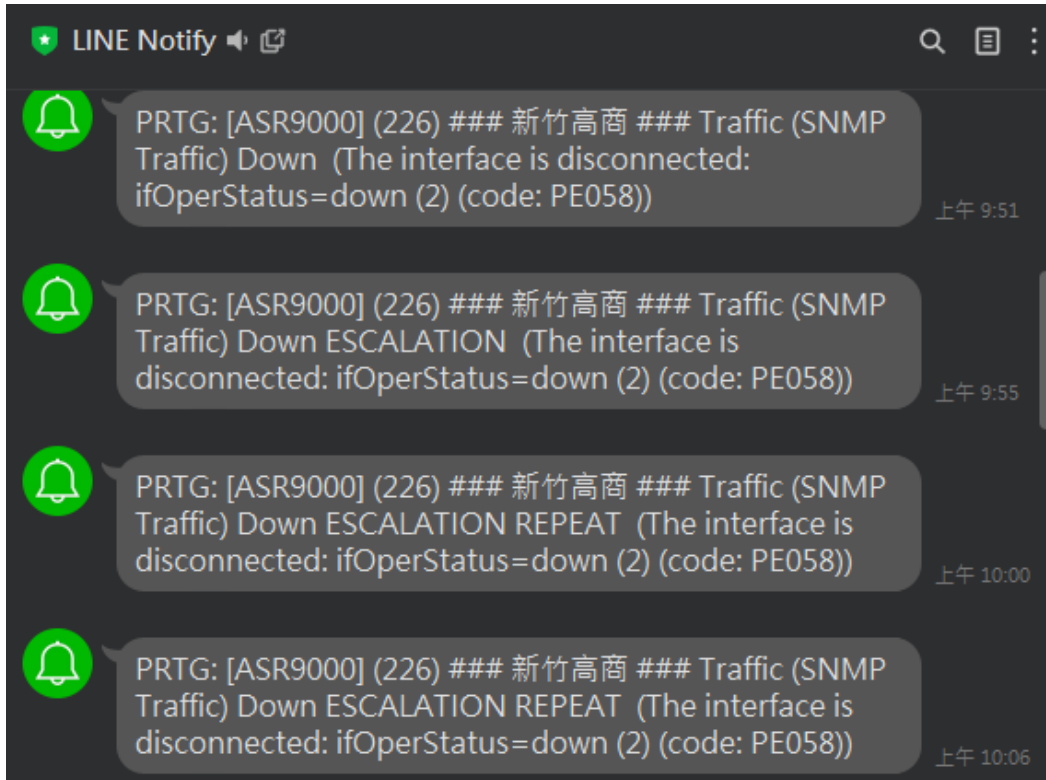 LINE Notify
PRTG: [ASR9000] (226) ### 新竹高商 ### Traffic (SNMP
Traffic) Down  (The interface is disconnected:
ifOperStatus=down (2) (code: PE058))
上午 9:51
PRTG: [ASR9000] (226) ### 新竹高商 ### Traffic (SNMP
Traffic) Down ESCALATION  (The interface is
disconnected: ifOperStatus=down (2) (code: PE058))
上午 9:55
PRTG: [ASR9000] (226) ### 新竹高商 ### Traffic (SNMP
Traffic) Down ESCALATION REPEAT  (The interface is
disconnected: ifOperStatus=down (2) (code: PE058))
上午 10:00
PRTG: [ASR9000] (226) ### 新竹高商 ### Traffic (SNMP
Traffic) Down ESCALATION REPEAT  (The interface is
disconnected: ifOperStatus=down (2) (code: PE058))
上午 10:06